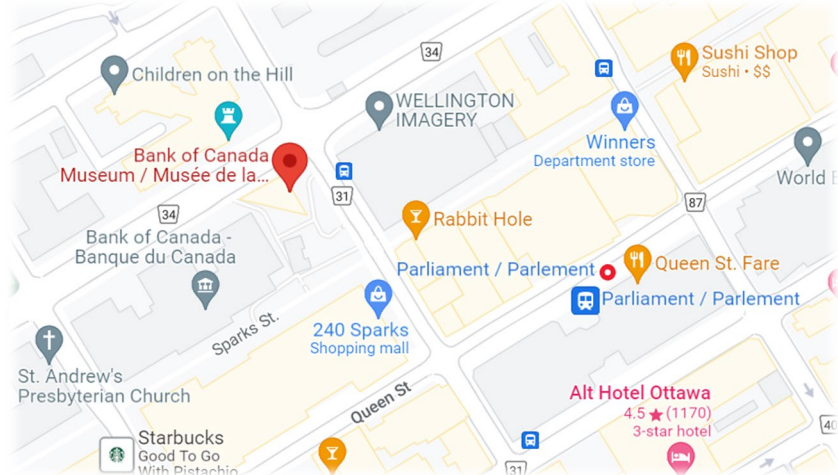 34
Sushi Shop
Sushi • $$
Children on the Hill
WELLINGTON
IMAGERY
Winners
Department store
Bank of Canada
Museum / Musée de la...
31
World
34
87
Rabbit Hole
Bank of Canada -
Banque du Canada
Parliament / Parlement
Queen St. Fare
Parliament / Parlement
Sparks St.
240 Sparks
Shopping mall
St. Andrew's
Presbyterian Church
Queen St
Alt Hotel Ottawa
4.5 ★ (1170)
3-star hotel
40
Starbucks
Good To Go
With Pistachio
31